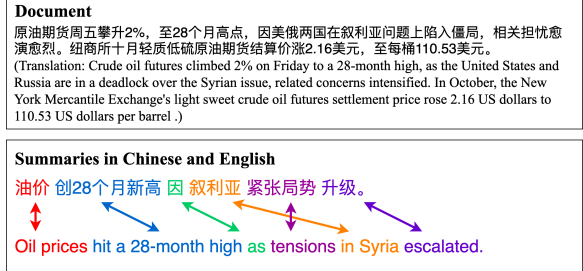 Document
原油期货周五攀升2%，至28个月高点，因美俄两国在叙利亚问题上陷入僵局，相关担忧愈
演愈烈。纽商所十月轻质低硫原油期货结算价涨2.16美元，至每桶110.53美元。
(Translation: Crude oil futures climbed 2% on Friday to a 28-month high, as the United States and
Russia are in a deadlock over the Syrian issue, related concerns intensified. In October, the New
York Mercantile Exchange's light sweet crude oil futures settlement price rose 2.16 US dollars to
110.53 US dollars per barrel .)
Summaries in Chinese and English
油价 创28个月新高 因 叙利亚 紧张局势 升级。
Oil prices hit a 28-month high as tensions in Syria escalated.